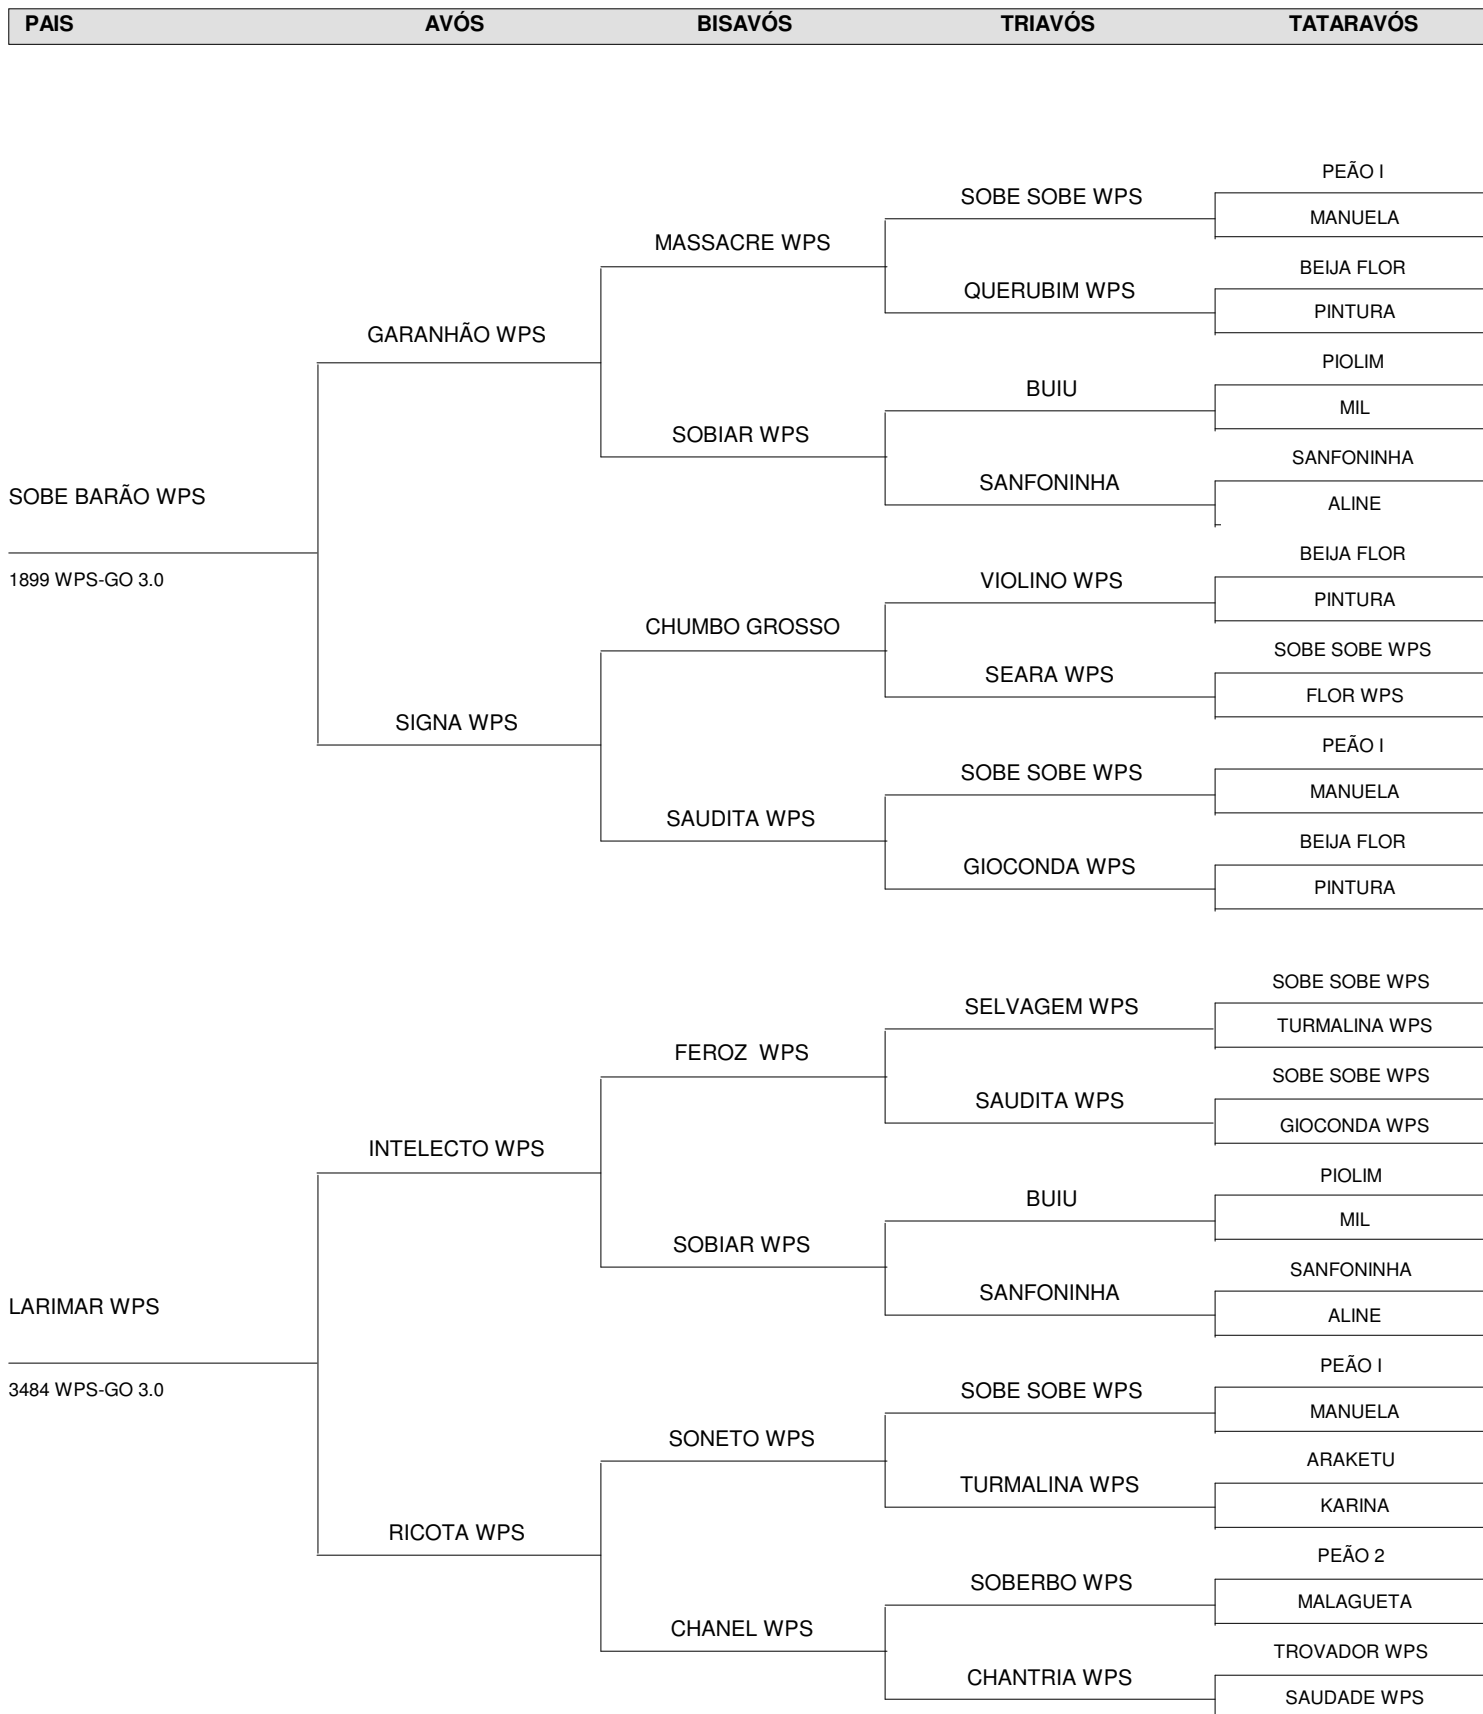 PAIS AVÓS BISAVÓS TRIAVÓS TATARAVÓS
PEÃO I
SOBE SOBE WPS
MANUELA
MASSACRE WPS
BEIJA FLOR
QUERUBIM WPS
PINTURA
GARANHÃO WPS
PIOLIM
BUIU
MIL
SOBIAR WPS
SANFONINHA
SANFONINHA
SOBE BARÃO WPS
ALINE
BEIJA FLOR
1899 WPS-GO 3.0
VIOLINO WPS
PINTURA
CHUMBO GROSSO
SOBE SOBE WPS
SEARA WPS
FLOR WPS
SIGNA WPS
PEÃO I
SOBE SOBE WPS
MANUELA
SAUDITA WPS
BEIJA FLOR
GIOCONDA WPS
PINTURA
SOBE SOBE WPS
SELVAGEM WPS
TURMALINA WPS
FEROZ WPS
SOBE SOBE WPS
SAUDITA WPS
GIOCONDA WPS
INTELECTO WPS
PIOLIM
BUIU
MIL
SOBIAR WPS
SANFONINHA
SANFONINHA
LARIMAR WPS
ALINE
PEÃO I
3484 WPS-GO 3.0
SOBE SOBE WPS
MANUELA
SONETO WPS
ARAKETU
TURMALINA WPS
KARINA
RICOTA WPS
PEÃO 2
SOBERBO WPS
MALAGUETA
CHANEL WPS
TROVADOR WPS
CHANTRIA WPS
SAUDADE WPS